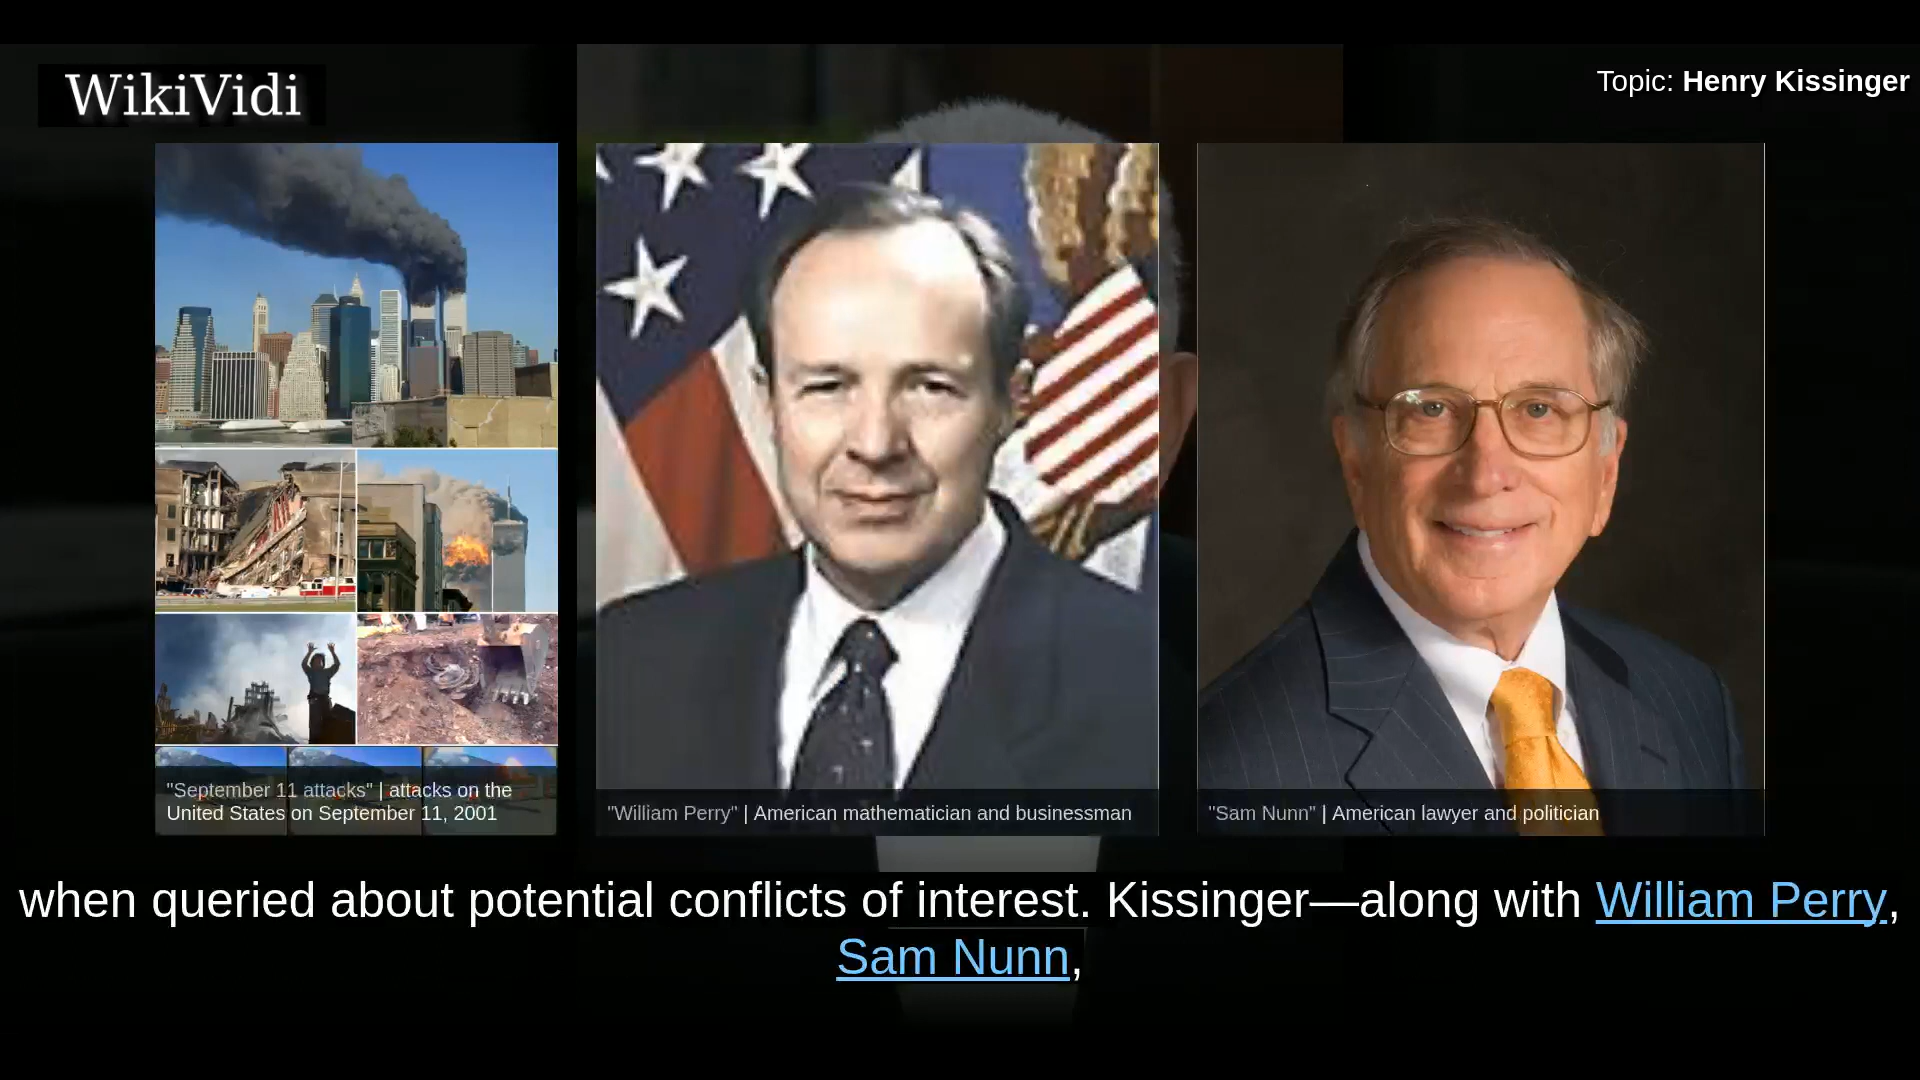 WikiVidi
Topic: Henry Kissinger
"September 11 attacks" | attacks on the
United States on September 11, 2001
"William Perry" | American mathematician and businessman
"Sam Nunn" | American lawyer and politician
when queried about potential conflicts of interest. Kissinger—along with William Perry,
Sam Nunn,